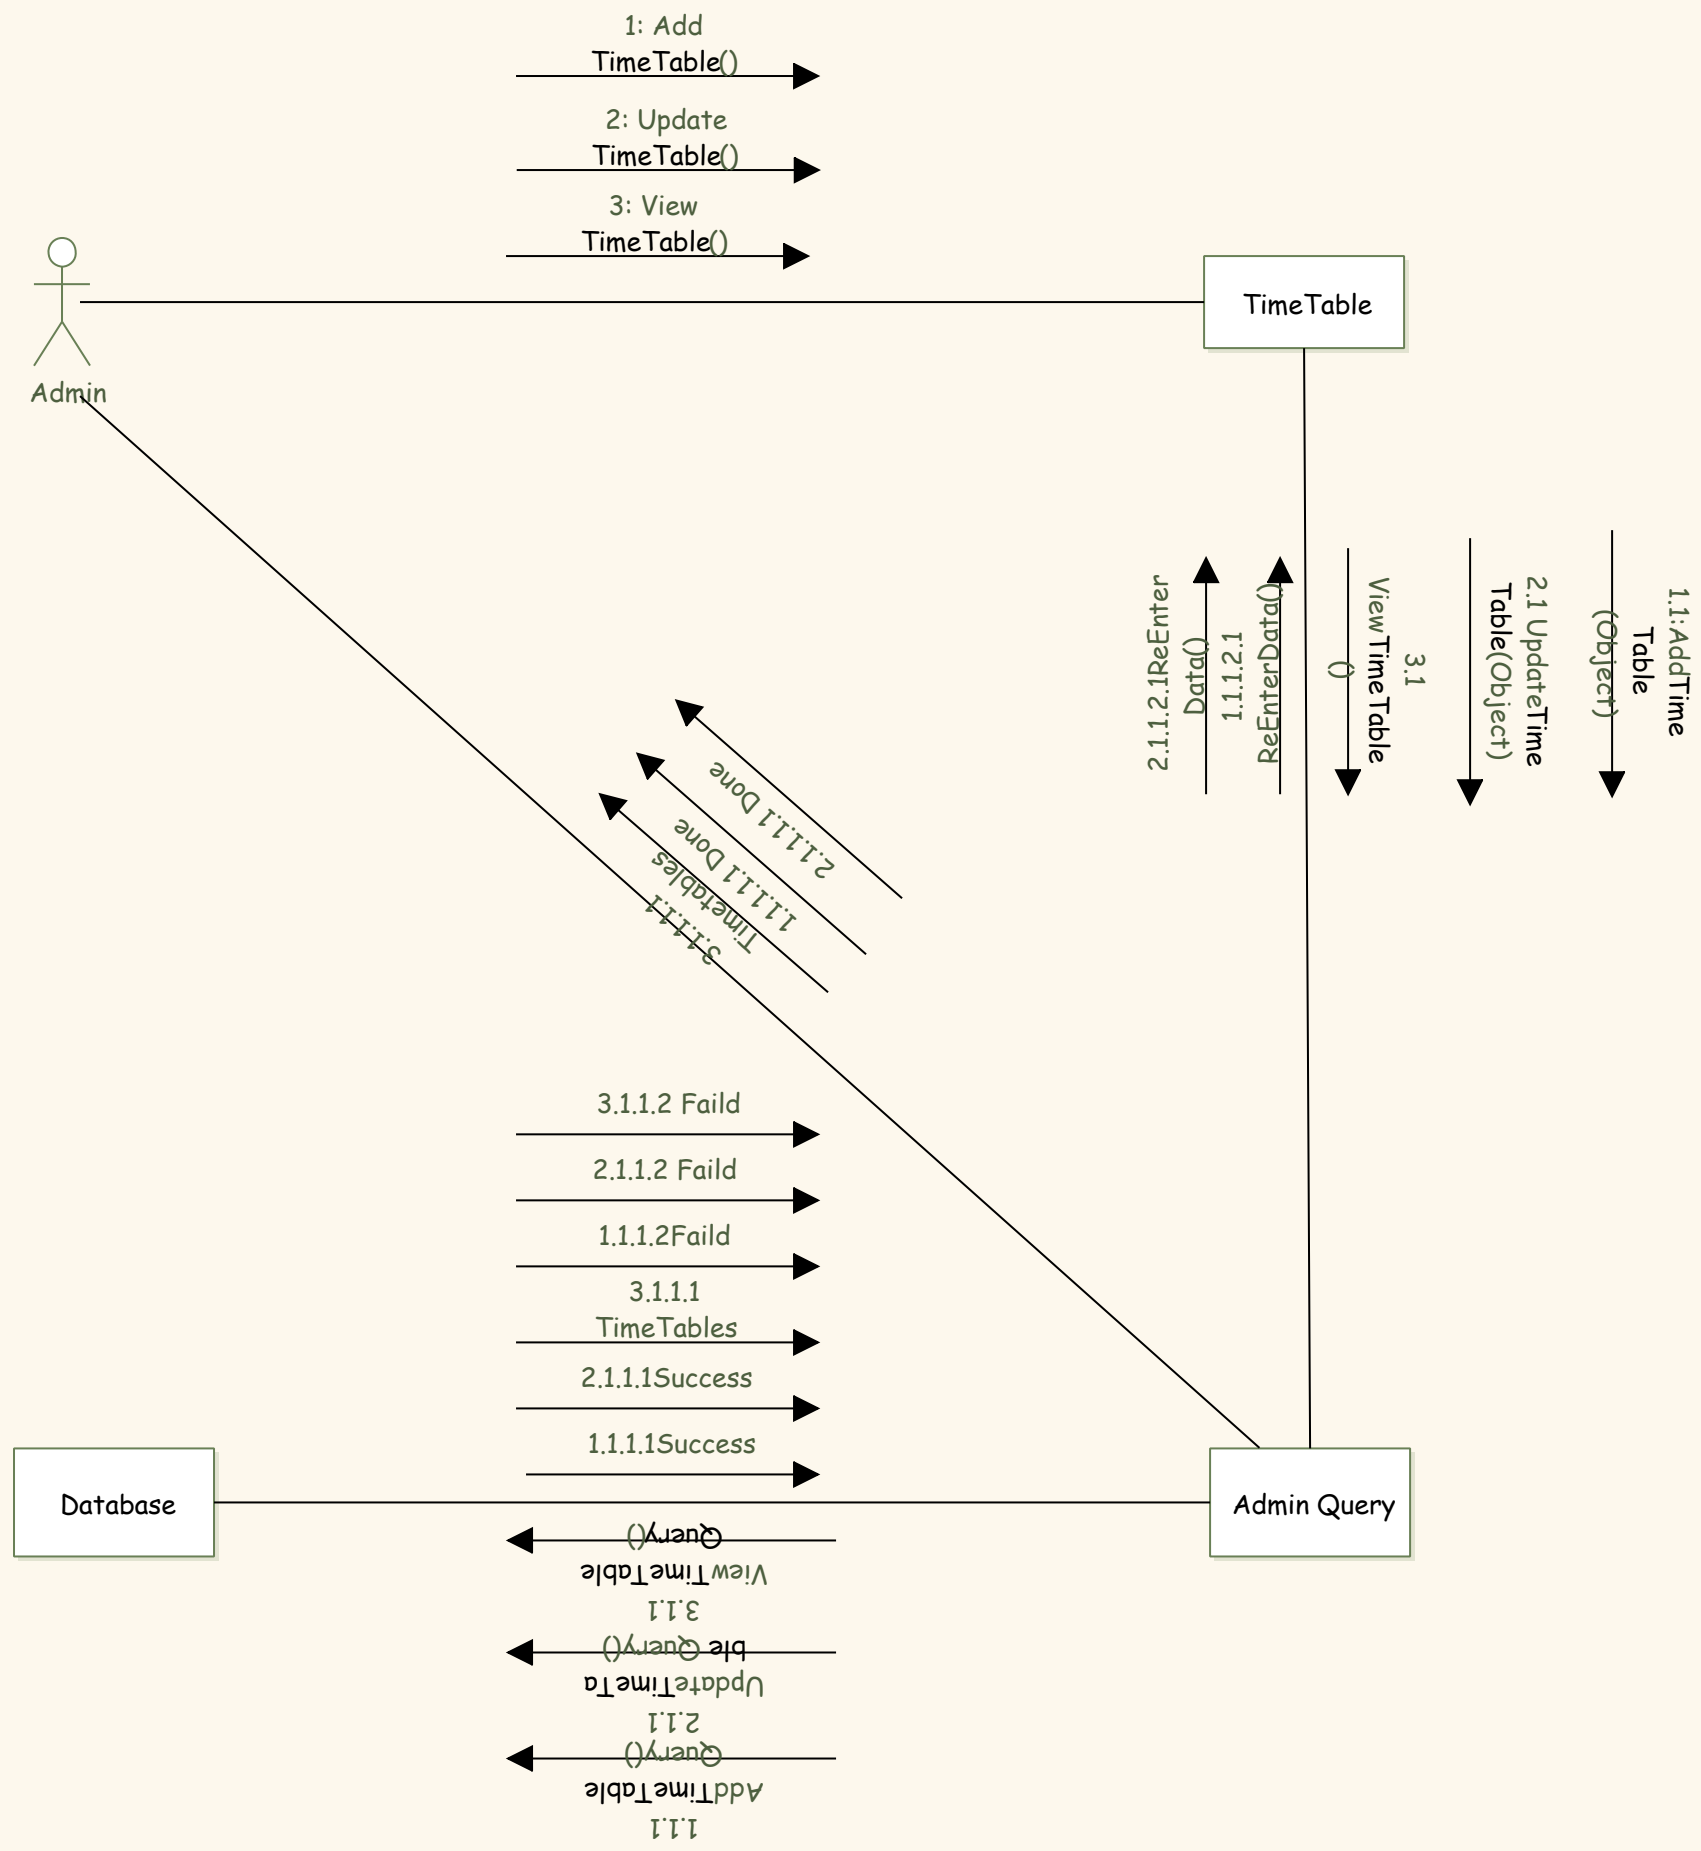 1: Add
TimeTable()
2: Update
TimeTable()
3: View
TimeTable()
Admin
TimeTable
2.1.1.2.1ReEnter
Data()
1.1.1.2.1
ReEnterData()
3.1
ViewTimeTable
()
2.1 UpdateTime
Table(Object)
1.1:AddTime
Table
(Object)
2.1.1.1.1 Done
1.1.1.1.1 Done
3.1.1.1.1
Timetables
3.1.1.2 Faild
2.1.1.2 Faild
1.1.1.2Faild
3.1.1.1
TimeTables
2.1.1.1Success
1.1.1.1Success
Database
Admin Query
3.1.1
ViewTimeTable
Query()
2.1.1
UpdateTimeTa
ble Query()
1.1.1
AddTimeTable
Query()